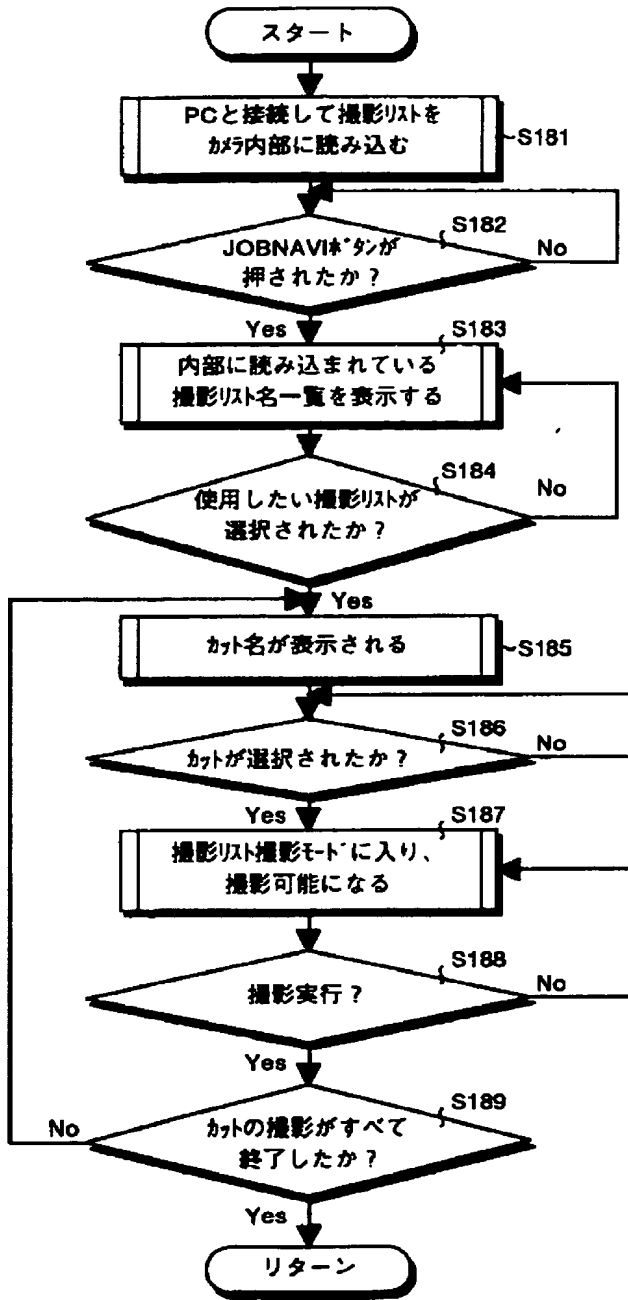 スタート
PCと接続して撮影リストを
カメラ内部に読み込む
S181
S182
JOBNAVIボタンが
押されたか?
No
Yes
S183
内部に読み込まれている
撮影リスト名一覧を表示する
S184
使用したい撮影リストが
選択されたか?
No
Yes
カット名が表示される
S185
S186
カットが選択されたか?
No
Yes
S187
撮影リスト撮影モードに入り、
撮影可能になる
S188
撮影実行?
No
Yes
S189
カットの撮影がすべて
終了したか?
No
Yes
リターン